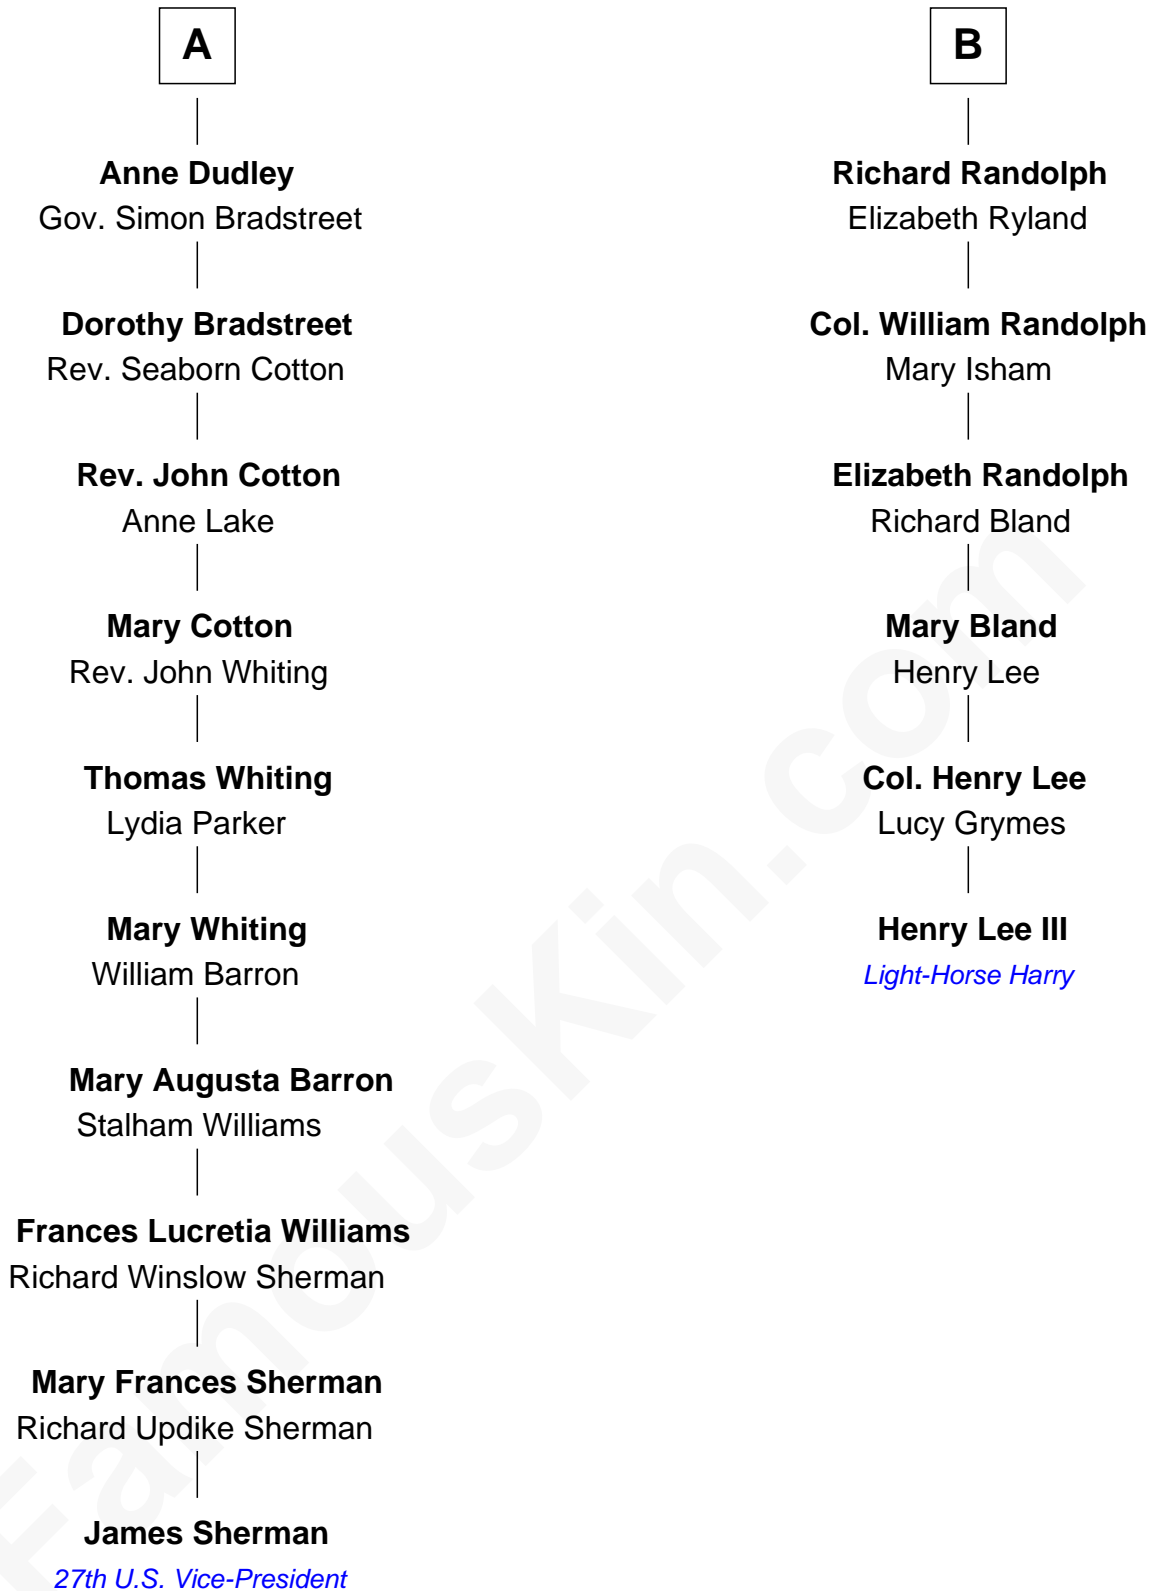 A
Anne Dudley
Gov. Simon Bradstreet
Dorothy Bradstreet
Rev. Seaborn Cotton
Rev. John Cotton
Anne Lake
Mary Cotton
Rev. John Whiting
Thomas Whiting
Lydia Parker
Mary Whiting
William Barron
Mary Augusta Barron
Stalham Williams
Frances Lucretia Williams
Richard Winslow Sherman
Mary Frances Sherman
Richard Updike Sherman
James Sherman
27th U.S. Vice-President
B
Richard Randolph
Elizabeth Ryland
Col. William Randolph
Mary Isham
Elizabeth Randolph
Richard Bland
Mary Bland
Henry Lee
Col. Henry Lee
Lucy Grymes
Henry Lee III
Light-Horse Harry
FamousKin.com